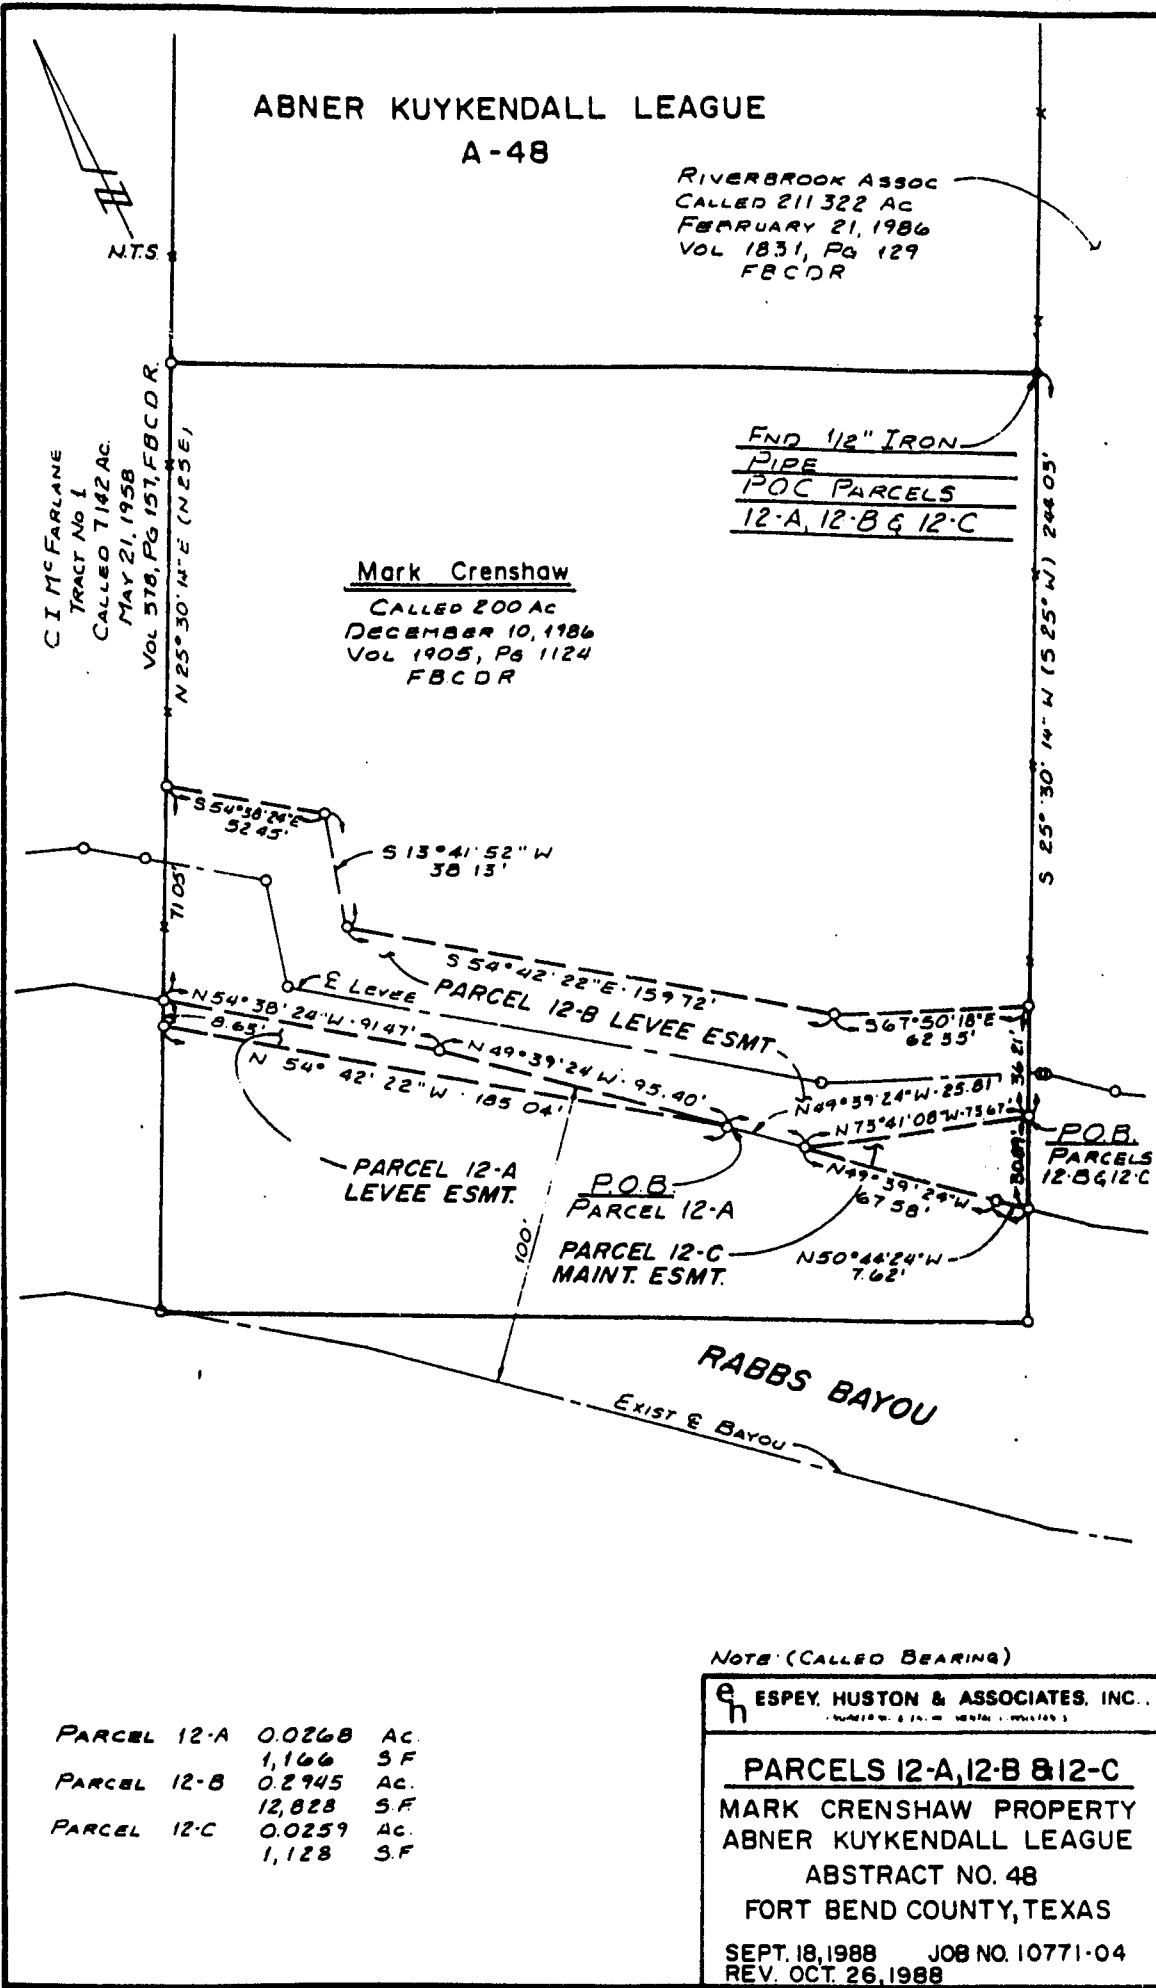 ABNER KUYKENDALL LEAGUE
A-48
N.T.S.
RIVERBROOK ASSOC
CALLED 211 322 AC
FEBRUARY 21, 1986
VOL 1831, PG 129
FBCDR
C I McFARLANE
TRACT NO 1
CALLED 7 142 AC.
MAY 21, 1958
VOL 378, PG 157, FBCDR.
N 25° 30' 14" E (N 25 E)
FND 1/2" IRON
PIPE
POC PARCELS
12-A, 12-B & 12-C
S 25° 30' 14" W (S 25° W) 244 05'
Mark Crenshaw
CALLED 200 AC
DECEMBER 10, 1986
VOL 1905, PG 1124
FBCDR
S 54° 38' 24" E
52 45'
S 13° 41' 52" W
38 13'
71 05'
S 54° 42' 22" E · 159 72'
℄ LEVEE
PARCEL 12-B LEVEE ESMT
S 67° 50' 18" E
62 35'
36 21'
N 54° 38' 24" W · 91 47'
8.65'
N 49° 39' 24 W · 95.40'
N 54° 42' 22" W · 185 04'
N 49° 39' 24" W · 25.81'
N 73° 41' 08" W · 73 67'
P.O.B.
PARCELS
12-B & 12-C
30.89'
PARCEL 12-A
LEVEE ESMT.
P.O.B.
PARCEL 12-A
N 49° 39' 24" W
67 58'
100'
PARCEL 12-C
MAINT. ESMT.
N 50° 44' 24" W
7.62'
RABBS BAYOU
EXIST ℄ BAYOU
NOTE (CALLED BEARING)
PARCEL 12-A 0.0268 AC.
1,166 S F
PARCEL 12-B 0.2945 AC.
12,828 S.F.
PARCEL 12-C 0.0259 AC.
1,128 S.F
eh ESPEY, HUSTON & ASSOCIATES, INC.
PARCELS 12-A, 12-B & 12-C
MARK CRENSHAW PROPERTY
ABNER KUYKENDALL LEAGUE
ABSTRACT NO. 48
FORT BEND COUNTY, TEXAS
SEPT. 18, 1988 JOB NO. 10771-04
REV. OCT. 26, 1988